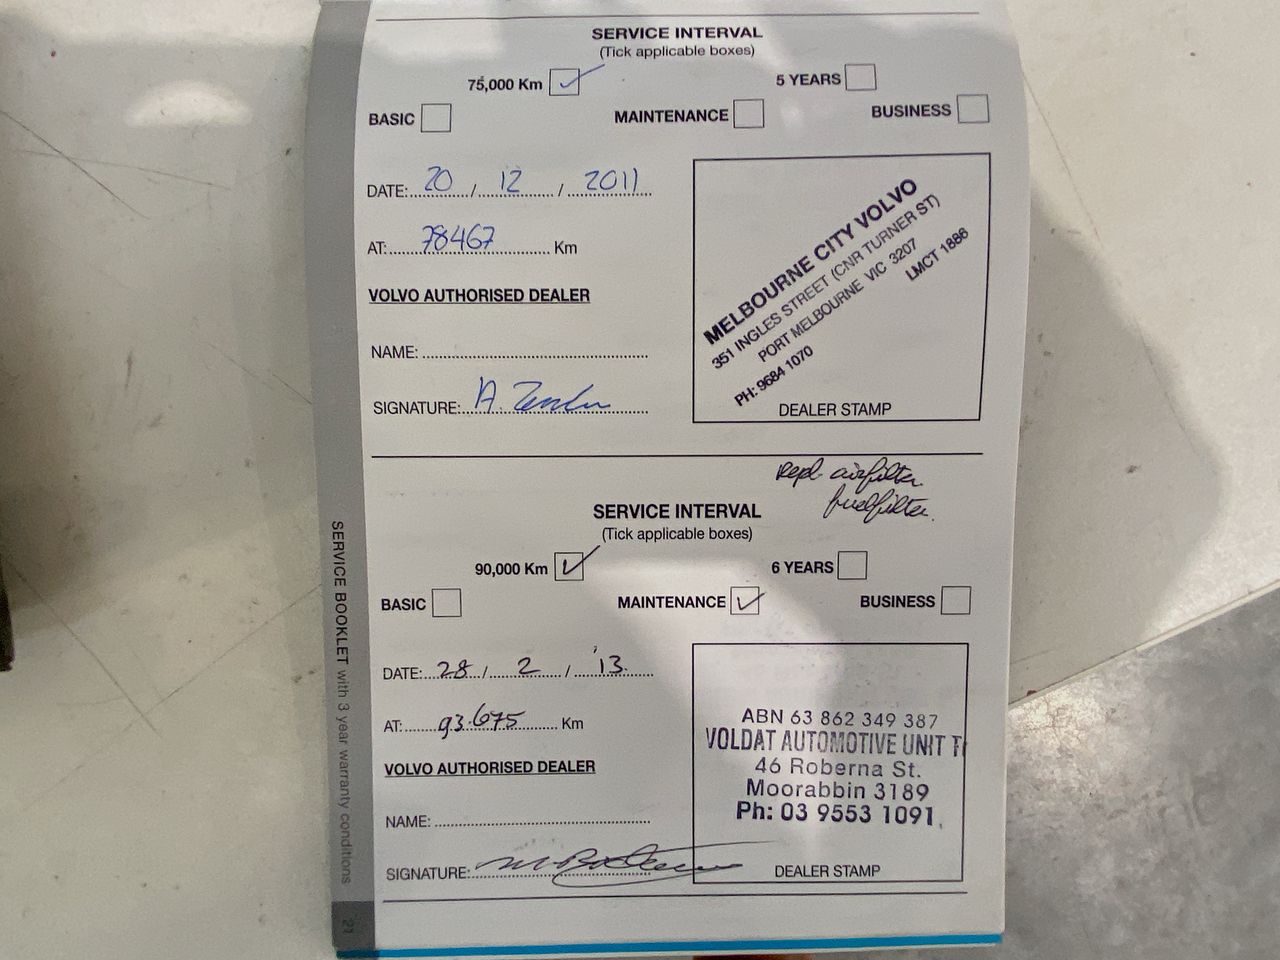 SERVICE INTERVAL
(Tick applicable boxes)
75,000 Km
5 YEARS
BASIC
MAINTENANCE
BUSINESS
DATE: 20 / 12 / 2011
AT: 78467 Km
VOLVO AUTHORISED DEALER
NAME:
SIGNATURE: A.
MELBOURNE CITY VOLVO
351 INGLES STREET (CNR TURNER ST)
PORT MELBOURNE VIC 3207
LMCT 1886
PH: 9684 1070
DEALER STAMP
repl. airfilter
fuelfilter.
SERVICE INTERVAL
(Tick applicable boxes)
90,000 Km
6 YEARS
BASIC
MAINTENANCE
BUSINESS
DATE: 28 / 2 / '13
AT: 93.675 Km
VOLVO AUTHORISED DEALER
NAME:
SIGNATURE:
ABN 63 862 349 387
VOLDAT AUTOMOTIVE UNIT T
46 Roberna St.
Moorabbin 3189
Ph: 03 9553 1091
DEALER STAMP
SERVICE BOOKLET with 3 year warranty conditions
21